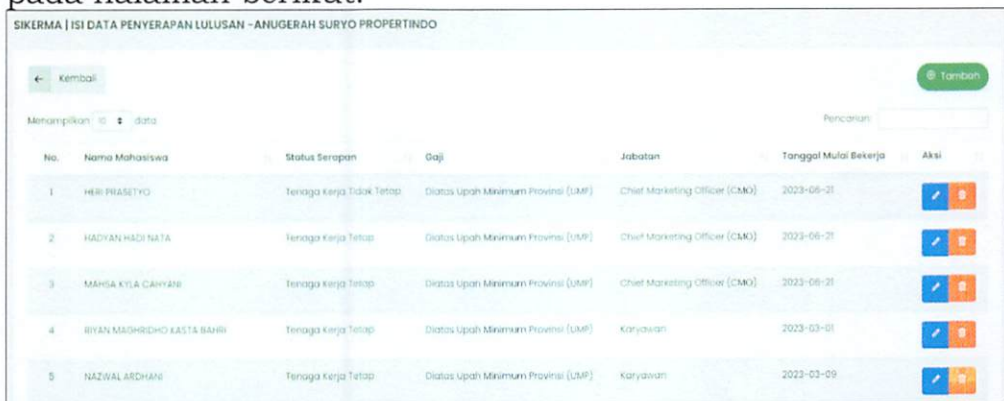 pada halaman berikut.
SIKERMA | ISI DATA PENYERAPAN LULUSAN -ANUGERAH SURYO PROPERTINDO
← Kembali
Tambah
Menampilkan 10 data
Pencarian:
No. Nama Mahasiswa Status Serapan Gaji Jabatan Tanggal Mulai Bekerja Aksi
1 HERI PRASETYO Tenaga Kerja Tidak Tetap Diatas Upah Minimum Provinsi (UMP) Chief Marketing Officer (CMO) 2023-06-21
2 HADYAN HADI NATA Tenaga Kerja Tetap Diatas Upah Minimum Provinsi (UMP) Chief Marketing Officer (CMO) 2023-06-21
3 MAHSA KYLA CAHYANI Tenaga Kerja Tetap Diatas Upah Minimum Provinsi (UMP) Chief Marketing Officer (CMO) 2023-06-21
4 RIYAN MAGHRIDHO KASTA BAHRI Tenaga Kerja Tetap Diatas Upah Minimum Provinsi (UMP) Karyawan 2023-03-01
5 NAZWAL ARDHANI Tenaga Kerja Tetap Diatas Upah Minimum Provinsi (UMP) Karyawan 2023-03-09